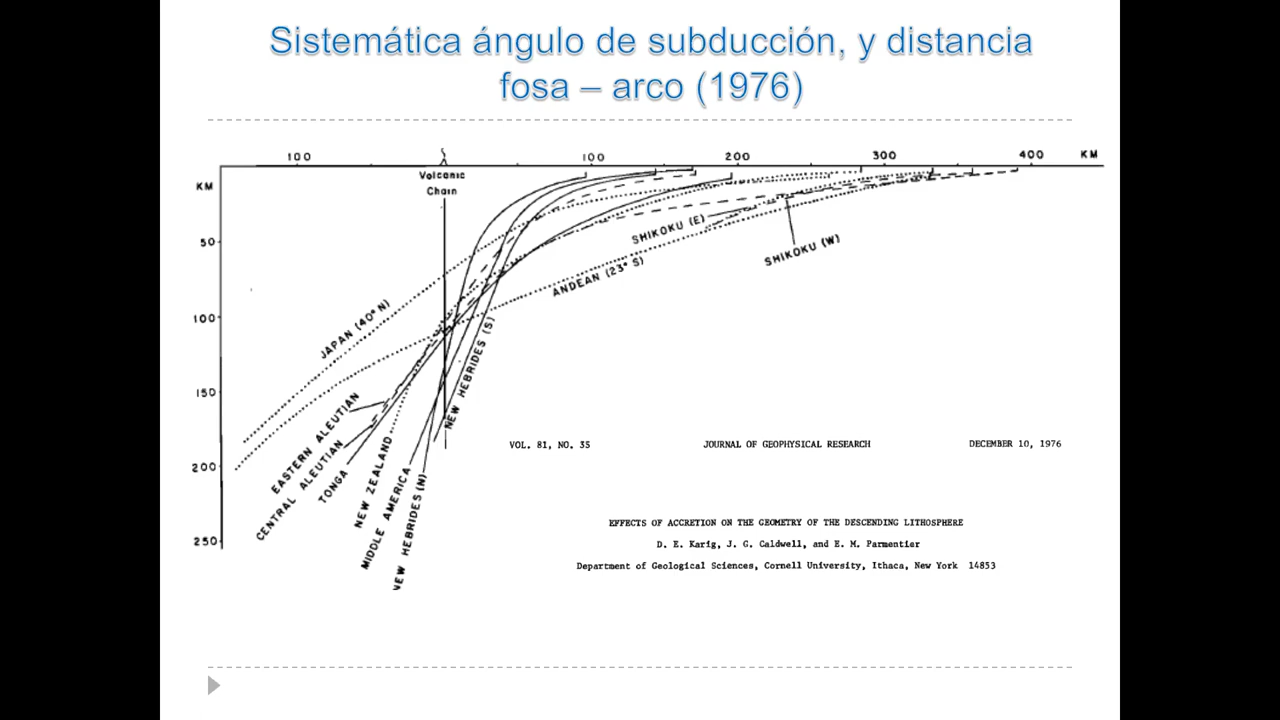 Sistemática ángulo de subducción, y distancia
fosa – arco (1976)
100
100
200
300
400
KM
KM
Volcanic
Chain
50
100
150
200
250
SHIKOKU (E)
SHIKOKU (W)
ANDEAN (23° S)
JAPAN (40° N)
NEW HEBRIDES (S)
EASTERN ALEUTIAN
CENTRAL ALEUTIAN
TONGA
NEW ZEALAND
MIDDLE AMERICA
NEW HEBRIDES (N)
VOL. 81, NO. 35
JOURNAL OF GEOPHYSICAL RESEARCH
DECEMBER 10, 1976
EFFECTS OF ACCRETION ON THE GEOMETRY OF THE DESCENDING LITHOSPHERE
D. E. Karig, J. G. Caldwell, and E. M. Parmentier
Department of Geological Sciences, Cornell University, Ithaca, New York 14853